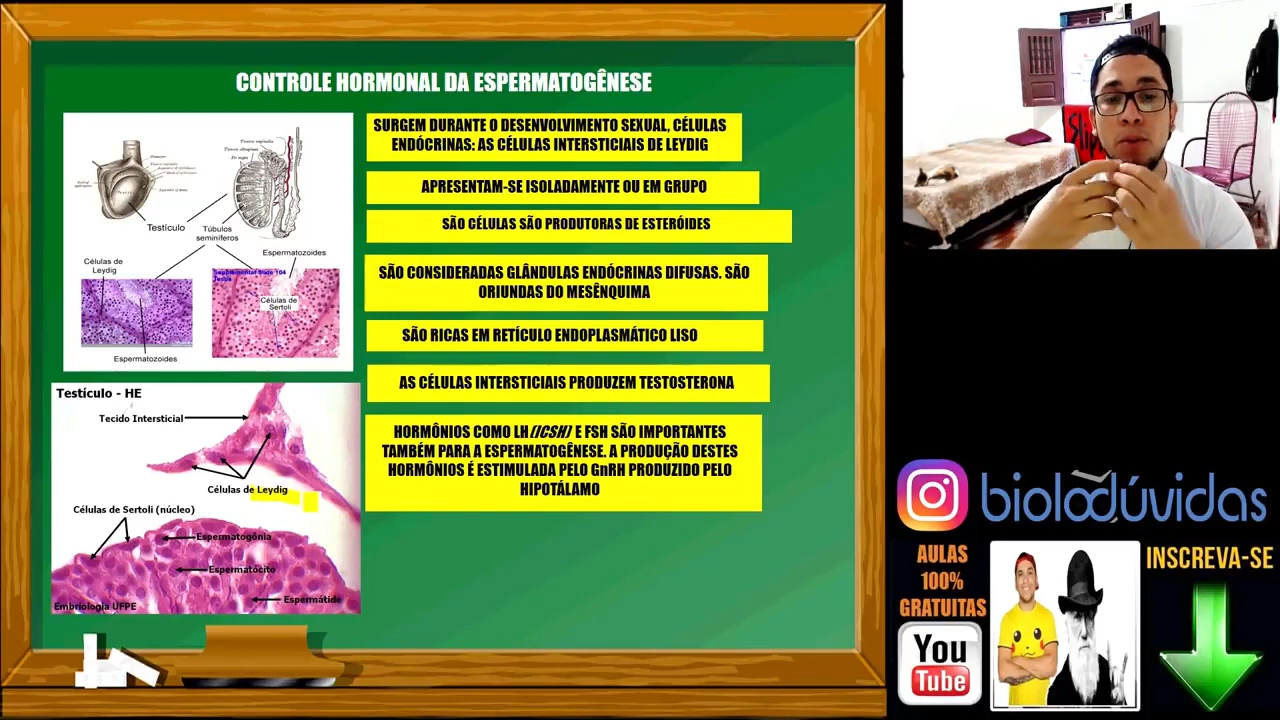 CONTROLE HORMONAL DA ESPERMATOGÊNESE
SURGEM DURANTE O DESENVOLVIMENTO SEXUAL, CÉLULAS
ENDÓCRINAS: AS CÉLULAS INTERSTICIAIS DE LEYDIG
APRESENTAM-SE ISOLADAMENTE OU EM GRUPO
SÃO CÉLULAS SÃO PRODUTORAS DE ESTERÓIDES
SÃO CONSIDERADAS GLÂNDULAS ENDÓCRINAS DIFUSAS. SÃO
ORIUNDAS DO MESÊNQUIMA
SÃO RICAS EM RETÍCULO ENDOPLASMÁTICO LISO
AS CÉLULAS INTERSTICIAIS PRODUZEM TESTOSTERONA
HORMÔNIOS COMO LH(ICSH) E FSH SÃO IMPORTANTES
TAMBÉM PARA A ESPERMATOGÊNESE. A PRODUÇÃO DESTES
HORMÔNIOS É ESTIMULADA PELO GnRH PRODUZIDO PELO
HIPOTÁLAMO
Testículo
Túbulos
seminíferos
Espermatozoides
Células de
Leydig
Supplemental Slide 104
Testus
Células de
Sertoli
Espermatozoides
Testículo - HE
Tecido Intersticial
Células de Leydig
Células de Sertoli (núcleo)
Espermatogônia
Espermatócito
Espermátide
Embriologia UFPE
biolodúvidas
AULAS
100%
GRATUITAS
INSCREVA-SE
You
Tube